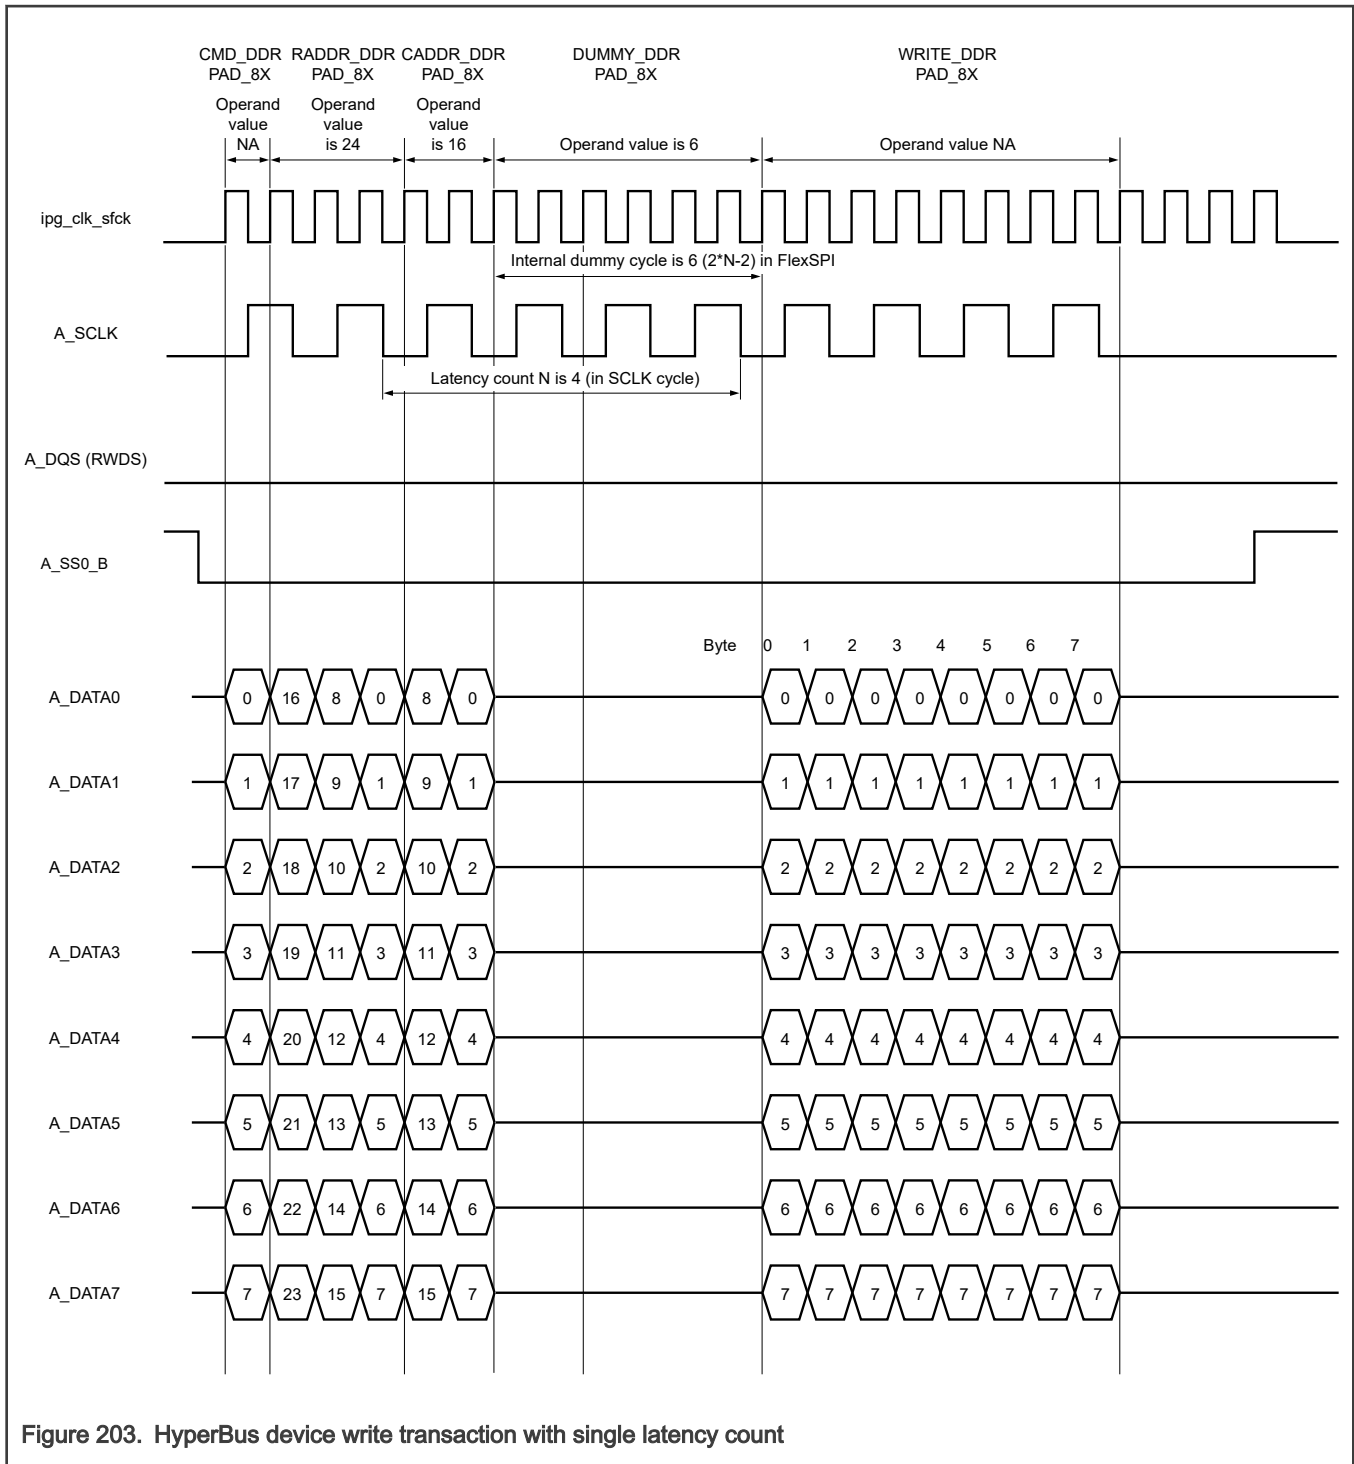 CMD_DDR RADDR_DDR CADDR_DDR DUMMY_DDR WRITE_DDR
PAD_8X PAD_8X PAD_8X PAD_8X PAD_8X
Operand Operand Operand
value value value
NA is 24 is 16 Operand value is 6 Operand value NA
ipg_clk_sfck
Internal dummy cycle is 6 (2*N-2) in FlexSPI
A_SCLK
Latency count N is 4 (in SCLK cycle)
A_DQS (RWDS)
A_SS0_B
Byte 0 1 2 3 4 5 6 7
A_DATA0 0 16 8 0 8 0 0 0 0 0 0 0 0 0
A_DATA1 1 17 9 1 9 1 1 1 1 1 1 1 1 1
A_DATA2 2 18 10 2 10 2 2 2 2 2 2 2 2 2
A_DATA3 3 19 11 3 11 3 3 3 3 3 3 3 3 3
A_DATA4 4 20 12 4 12 4 4 4 4 4 4 4 4 4
A_DATA5 5 21 13 5 13 5 5 5 5 5 5 5 5 5
A_DATA6 6 22 14 6 14 6 6 6 6 6 6 6 6 6
A_DATA7 7 23 15 7 15 7 7 7 7 7 7 7 7 7
Figure 203. HyperBus device write transaction with single latency count